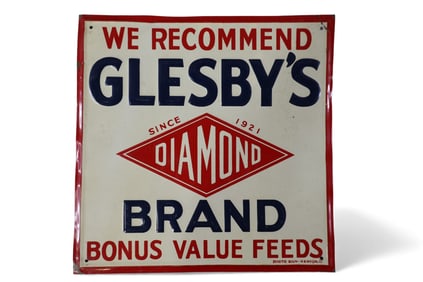 WE RECOMMEND
GLESBY'S
SINCE 1921
DIAMOND
BRAND
BONUS VALUE FEEDS